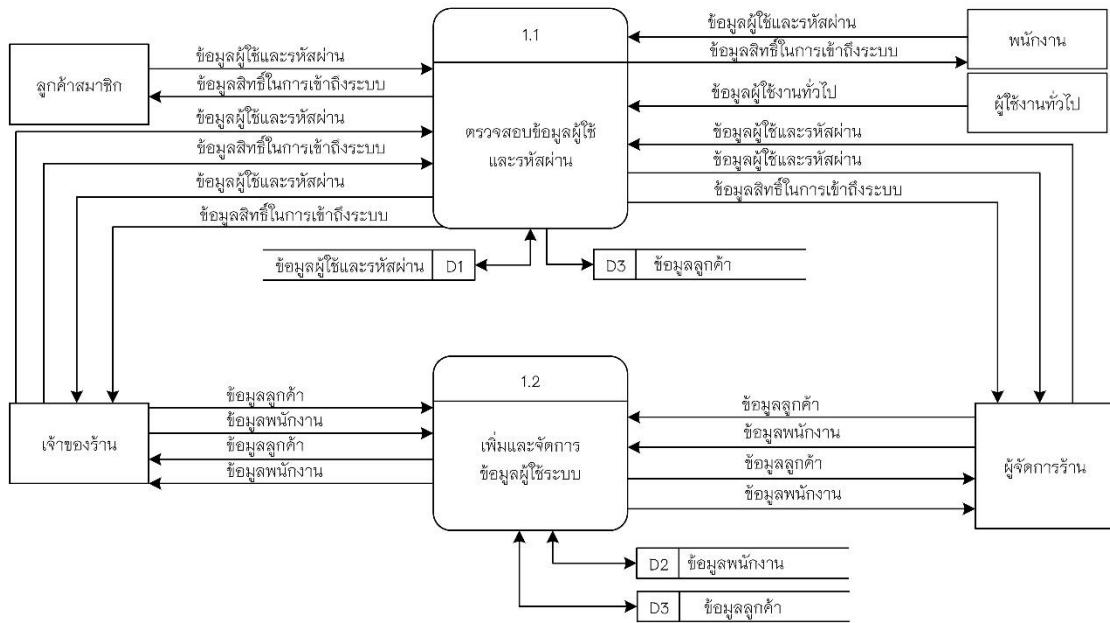 1.1
ข้อมูลผู้ใช้และรหัสผ่าน
พนักงาน
ข้อมูลผู้ใช้และรหัสผ่าน
ข้อมูลสิทธิ์ในการเข้าถึงระบบ
ลูกค้าสมาชิก
ข้อมูลสิทธิ์ในการเข้าถึงระบบ
ข้อมูลผู้ใช้งานทั่วไป
ผู้ใช้งานทั่วไป
ข้อมูลผู้ใช้และรหัสผ่าน
ตรวจสอบข้อมูลผู้ใช้
และรหัสผ่าน
ข้อมูลผู้ใช้และรหัสผ่าน
ข้อมูลสิทธิ์ในการเข้าถึงระบบ
ข้อมูลผู้ใช้และรหัสผ่าน
ข้อมูลผู้ใช้และรหัสผ่าน
ข้อมูลสิทธิ์ในการเข้าถึงระบบ
ข้อมูลสิทธิ์ในการเข้าถึงระบบ
ข้อมูลผู้ใช้และรหัสผ่าน D1
D3 ข้อมูลลูกค้า
1.2
ข้อมูลลูกค้า
ข้อมูลลูกค้า
ข้อมูลพนักงาน
ข้อมูลพนักงาน
เจ้าของร้าน
ข้อมูลลูกค้า
เพิ่มและจัดการ
ข้อมูลผู้ใช้ระบบ
ข้อมูลลูกค้า
ผู้จัดการร้าน
ข้อมูลพนักงาน
ข้อมูลพนักงาน
D2 ข้อมูลพนักงาน
D3 ข้อมูลลูกค้า